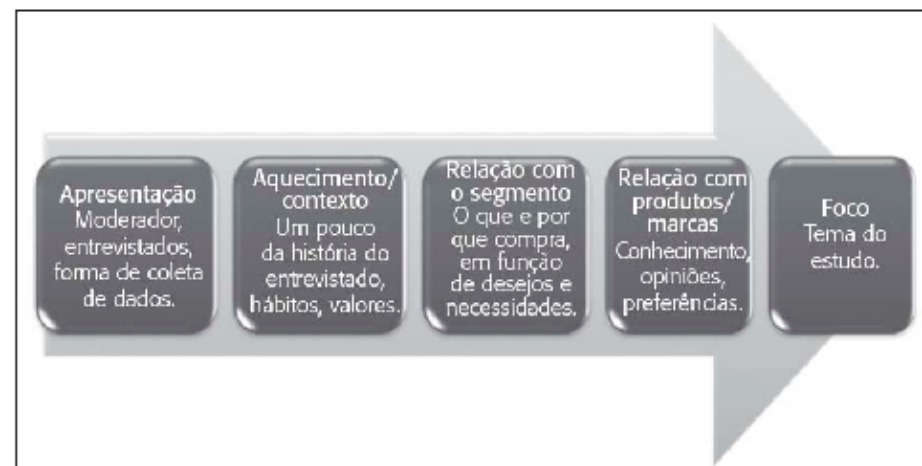 Apresentação
Moderador,
entrevistados,
forma de coleta
de dados.
Aquecimento/
contexto
Um pouco
da história do
entrevistado,
hábitos, valores.
Relação com
o segmento
O que e por
que compra,
em função
de desejos e
necessidades.
Relação com
produtos/
marcas
Conhecimento,
opiniões,
preferências.
Foco
Tema do
estudo.